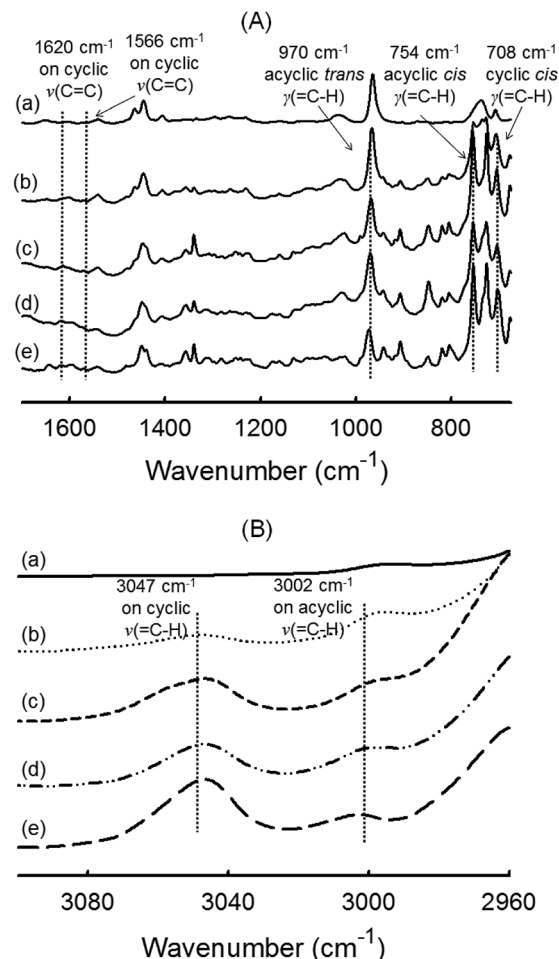 (A)
1620 cm⁻¹
on cyclic
ν(C=C)
1566 cm⁻¹
on cyclic
ν(C=C)
970 cm⁻¹
acyclic trans
γ(=C-H)
754 cm⁻¹
acyclic cis
γ(=C-H)
708 cm⁻¹
cyclic cis
γ(=C-H)
(a)
(b)
(c)
(d)
(e)
1600 1400 1200 1000 800
Wavenumber (cm⁻¹)
(B)
(a)
3047 cm⁻¹
on cyclic
ν(=C-H)
3002 cm⁻¹
on acyclic
ν(=C-H)
(b)
(c)
(d)
(e)
3080 3040 3000 2960
Wavenumber (cm⁻¹)